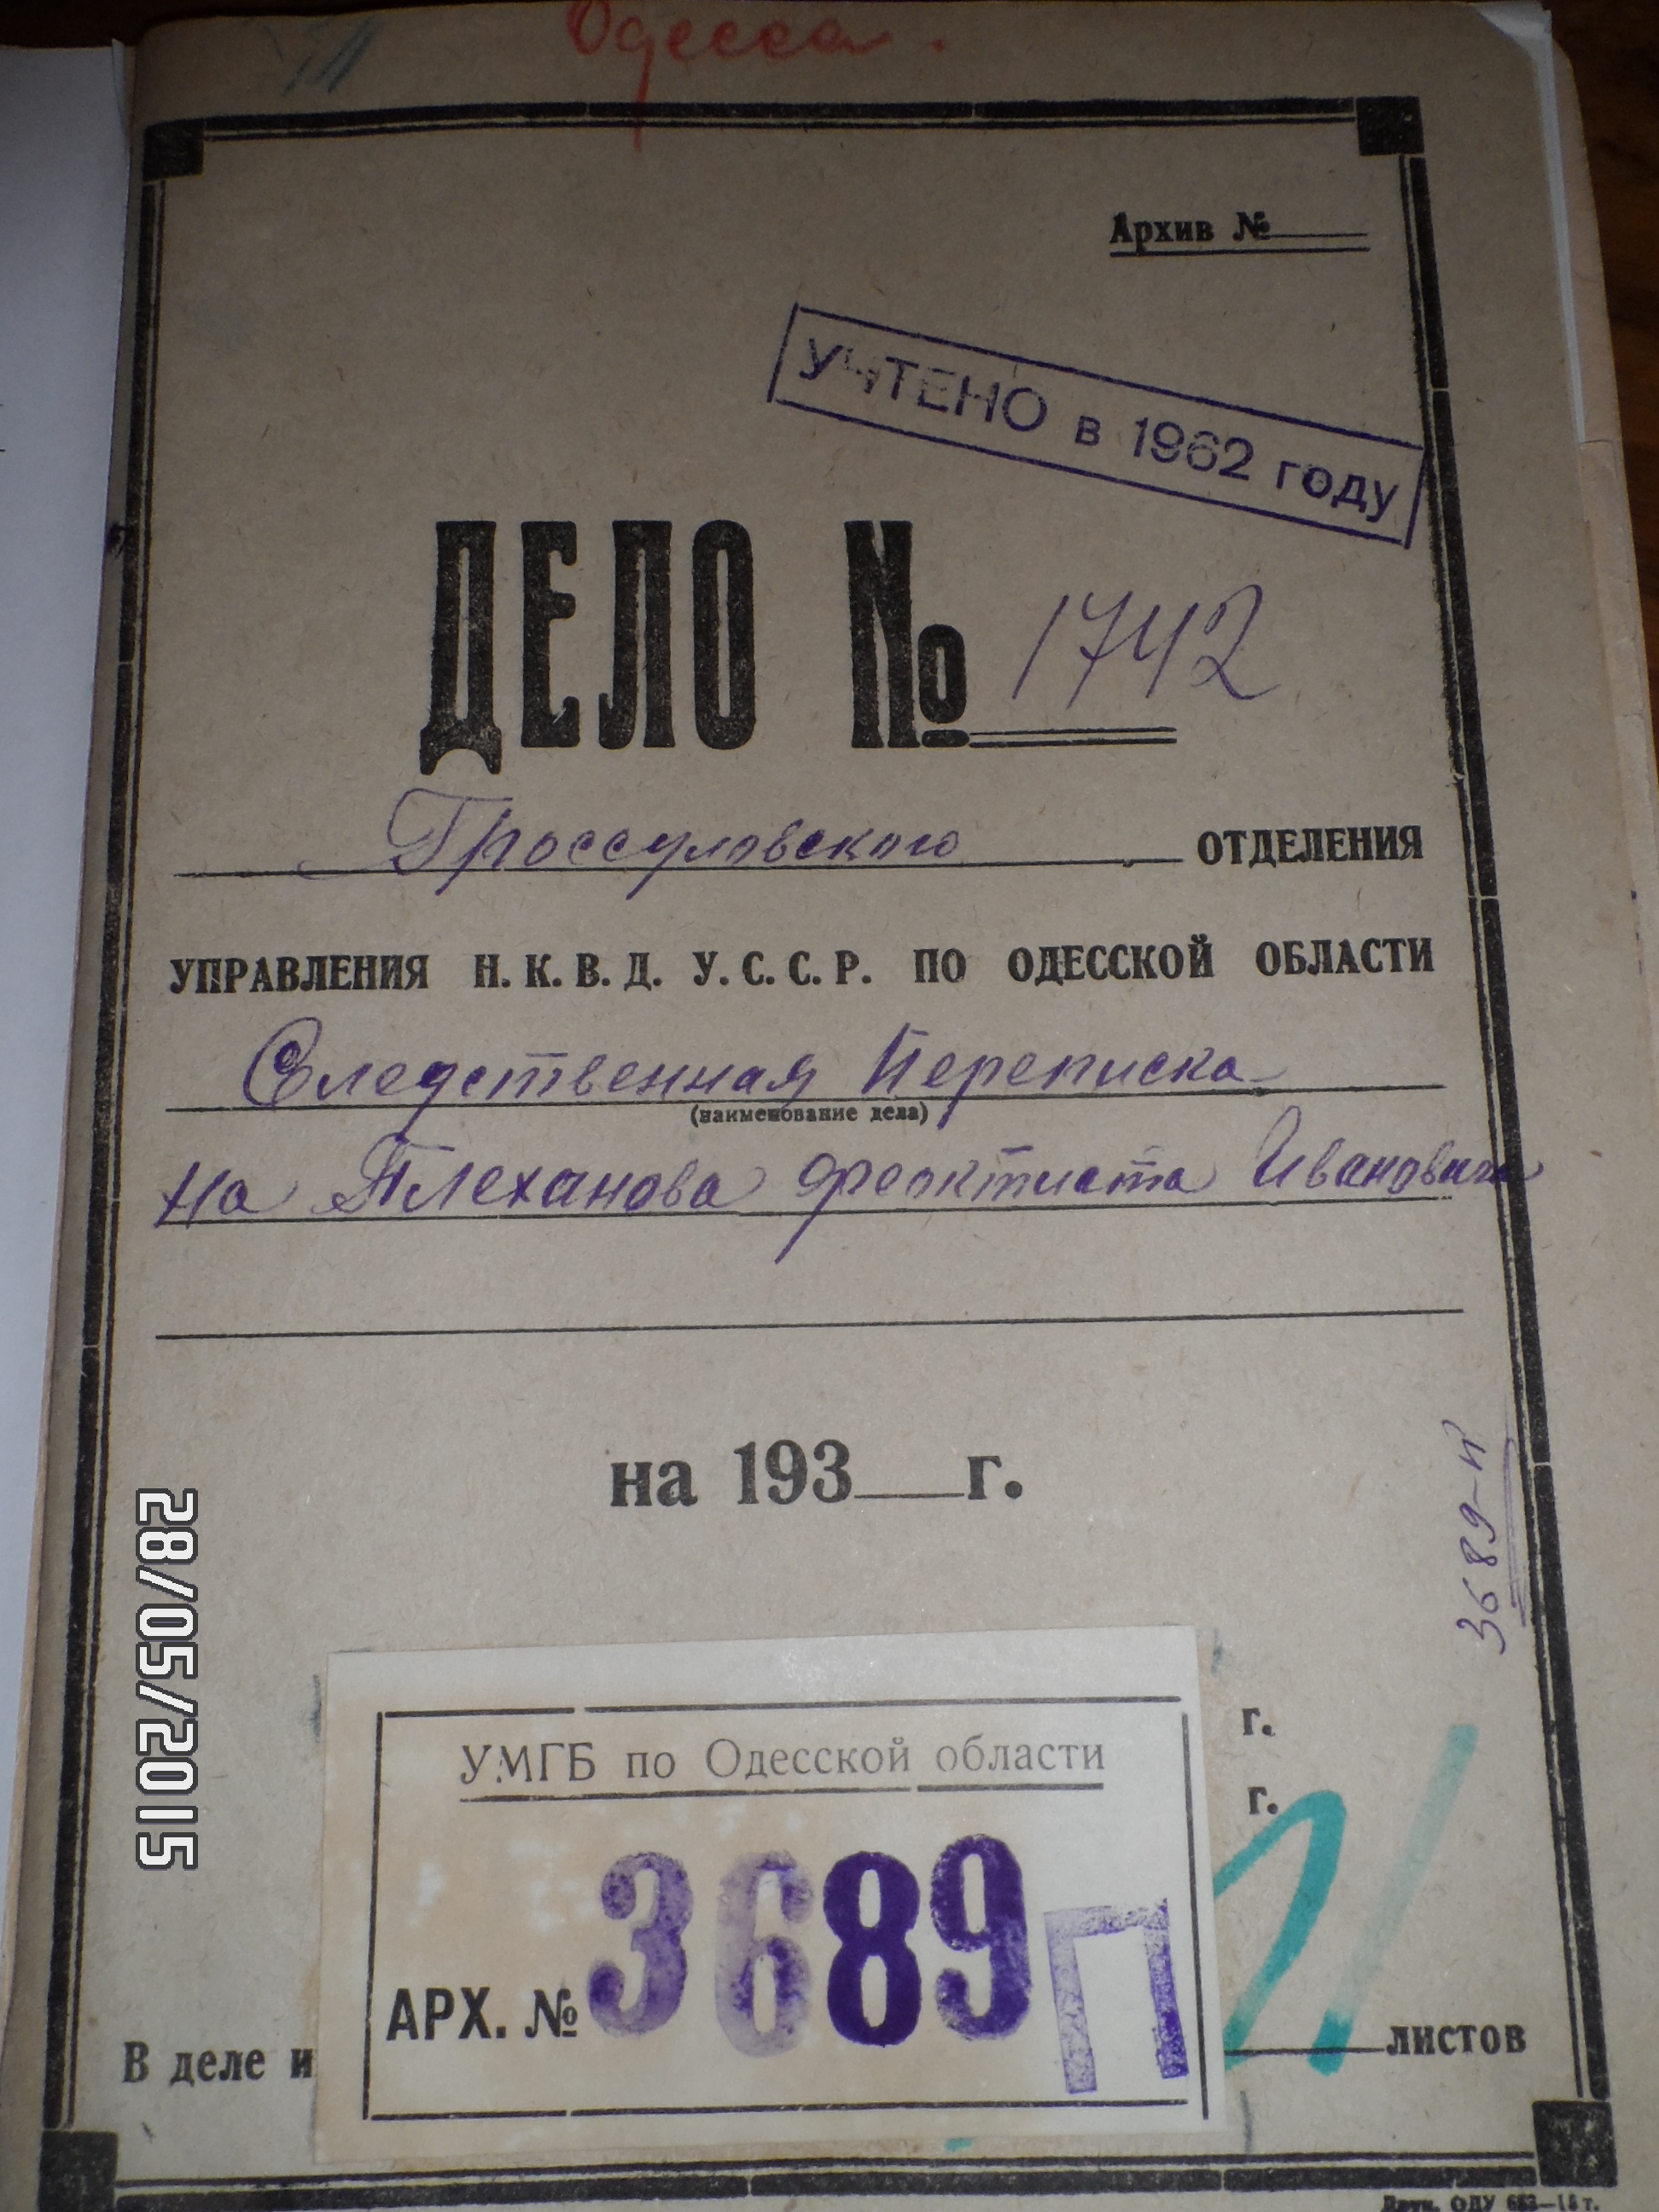 Одесса.
Архив №
УЧТЕНО в 1962 году
ДЕЛО № 1742
Гроссуловского ОТДЕЛЕНИЯ
УПРАВЛЕНИЯ Н. К. В. Д. У. С. С. Р. ПО ОДЕССКОЙ ОБЛАСТИ
Следственная Переписка
(наименование дела)
на Плеханова Феоктиста Ивановича
на 193 г.
3689-п
28/05/2015
г.
УМГБ по Одесской области
г.
АРХ. № 3689 П
В деле и листов